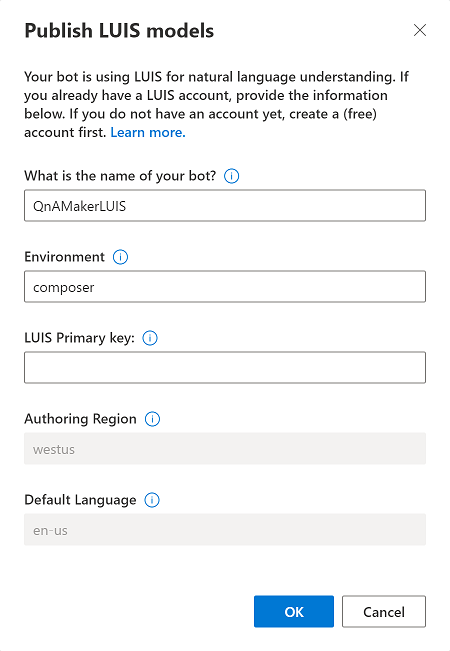 Publish LUIS models
Your bot is using LUIS for natural language understanding. If
you already have a LUIS account, provide the information
below. If you do not have an account yet, create a (free)
account first. Learn more.
What is the name of your bot?
QnAMakerLUIS
Environment
composer
LUIS Primary key:
Authoring Region
westus
Default Language
en-us
OK
Cancel